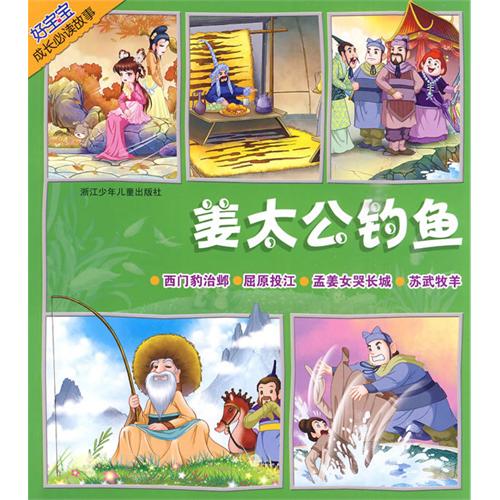 好宝宝
成长必读故事
浙江少年儿童出版社
姜太公钓鱼
西门豹治邺 屈原投江 孟姜女哭长城 苏武牧羊